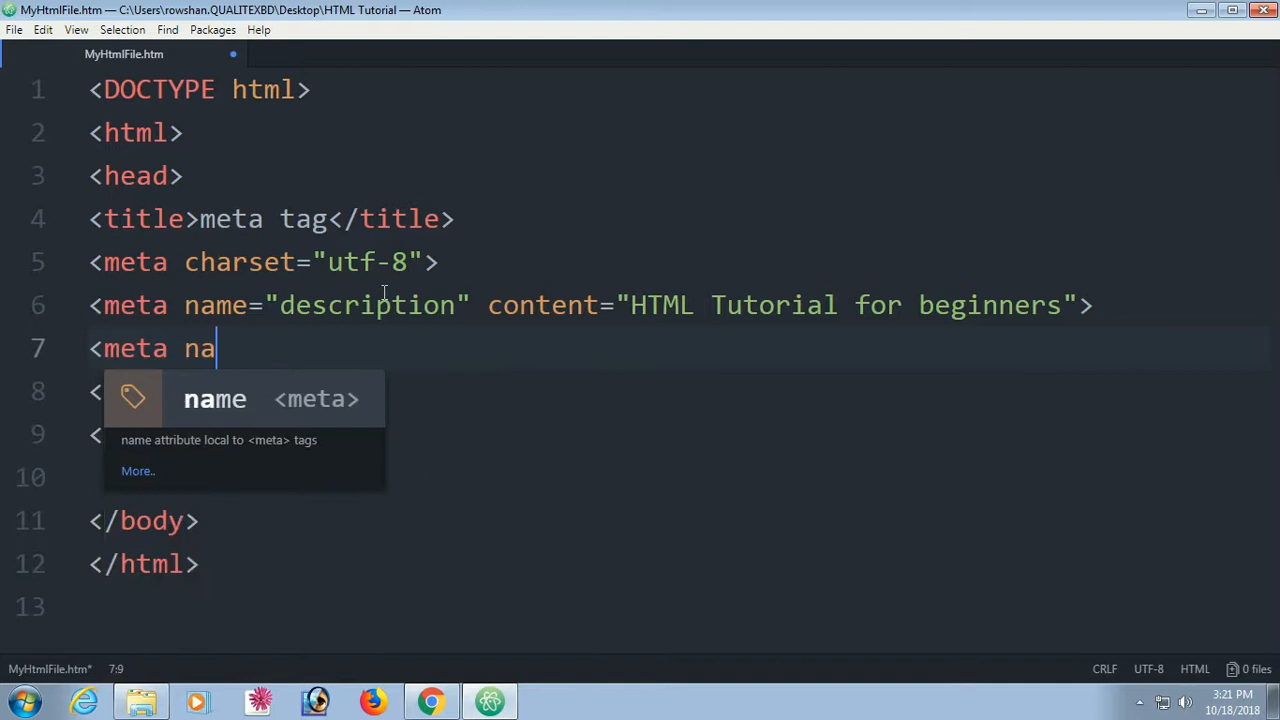 MyHtmlFile.htm — C:\Users\rowshan.QUALITEXBD\Desktop\HTML Tutorial — Atom
File Edit View Selection Find Packages Help
MyHtmlFile.htm
1 <DOCTYPE html>
2 <html>
3 <head>
4 <title>meta tag</title>
5 <meta charset="utf-8">
6 <meta name="description" content="HTML Tutorial for beginners">
7 <meta na
8 <
name <meta>
9 <
name attribute local to <meta> tags
More..
10
11 </body>
12 </html>
13
MyHtmlFile.htm* 7:9 CRLF UTF-8 HTML 0 files
3:21 PM
10/18/2018